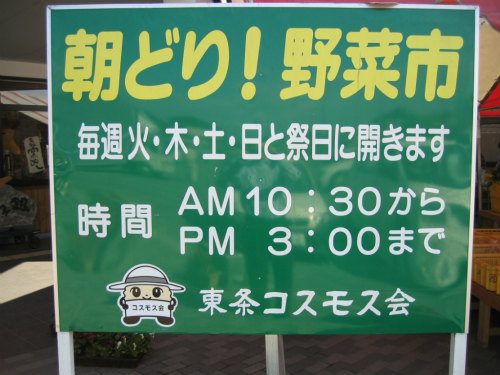 朝どり！野菜市
毎週火・木・土・日と祭日に開きます
時間 AM10：30から
PM 3：00まで
コスモス会
東条コスモス会